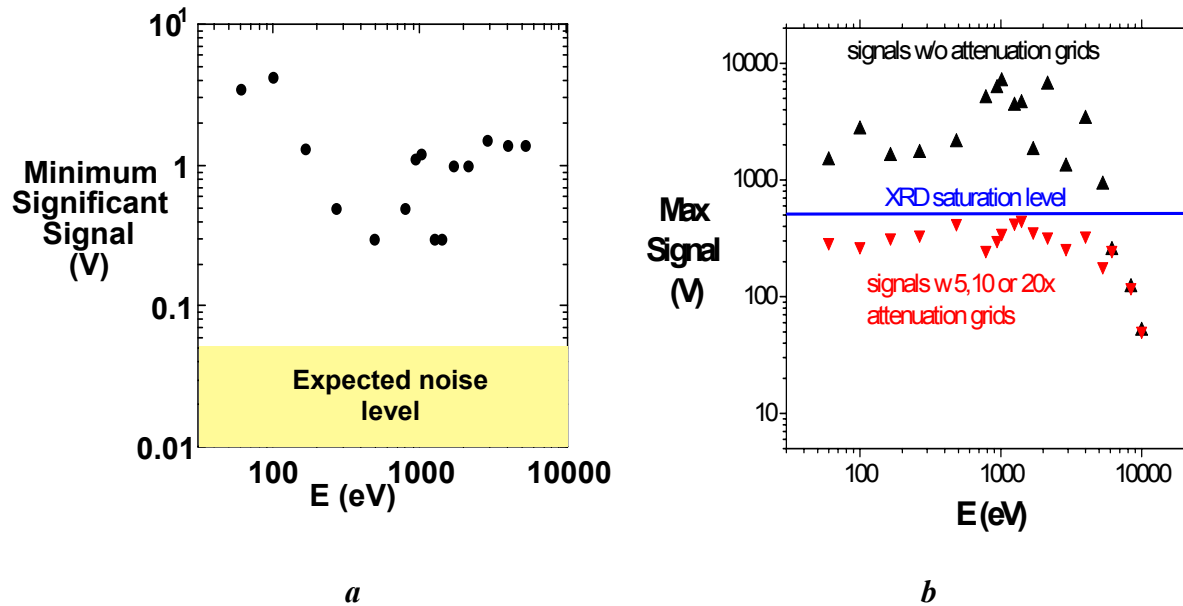 10¹
1
0.1
0.01
Minimum
Significant
Signal
(V)
Expected noise
level
100
1000
10000
E (eV)
a
signals w/o attenuation grids
10000
1000
100
10
XRD saturation level
Max
Signal
(V)
signals w 5,10 or 20x
attenuation grids
100
1000
10000
E (eV)
b